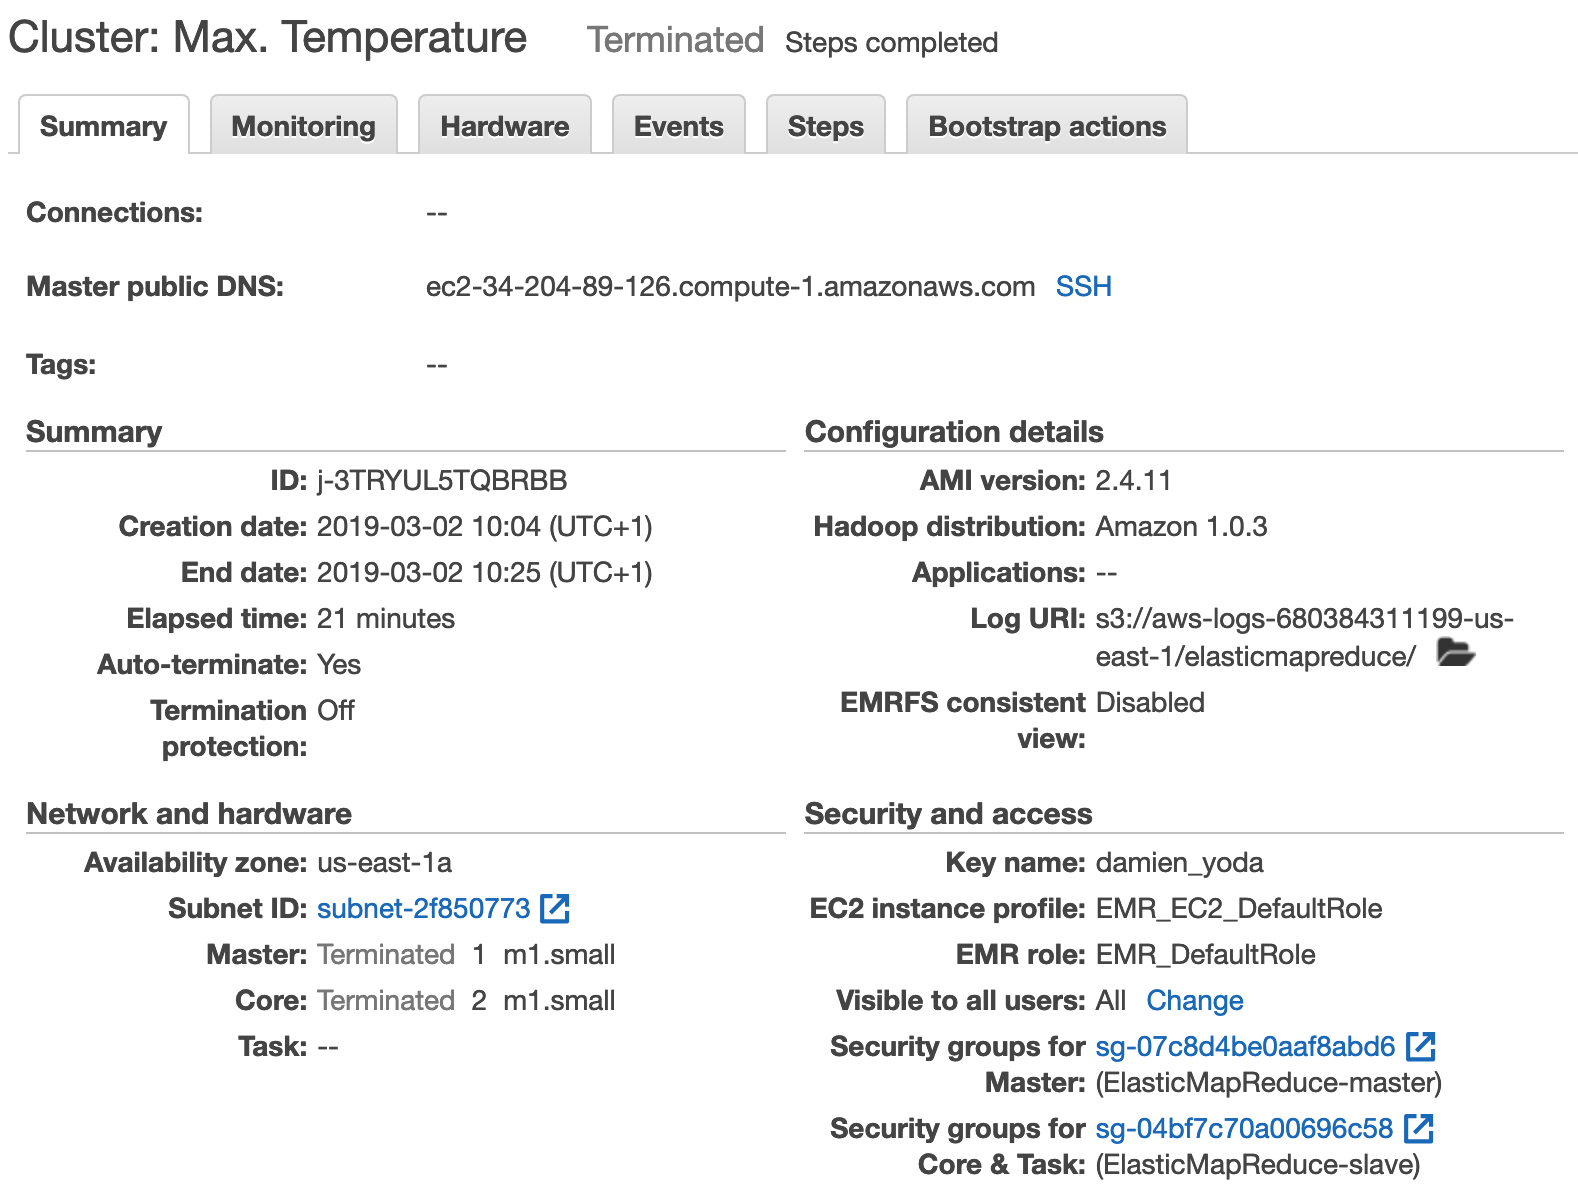 Cluster: Max. Temperature Terminated Steps completed
Summary Monitoring Hardware Events Steps Bootstrap actions
Connections: --
Master public DNS: ec2-34-204-89-126.compute-1.amazonaws.com SSH
Tags: --
Summary
ID: j-3TRYUL5TQBRBB
Creation date: 2019-03-02 10:04 (UTC+1)
End date: 2019-03-02 10:25 (UTC+1)
Elapsed time: 21 minutes
Auto-terminate: Yes
Termination Off
protection:
Configuration details
AMI version: 2.4.11
Hadoop distribution: Amazon 1.0.3
Applications: --
Log URI: s3://aws-logs-680384311199-us-
east-1/elasticmapreduce/
EMRFS consistent Disabled
view:
Network and hardware
Availability zone: us-east-1a
Subnet ID: subnet-2f850773
Master: Terminated 1 m1.small
Core: Terminated 2 m1.small
Task: --
Security and access
Key name: damien_yoda
EC2 instance profile: EMR_EC2_DefaultRole
EMR role: EMR_DefaultRole
Visible to all users: All Change
Security groups for sg-07c8d4be0aaf8abd6
Master: (ElasticMapReduce-master)
Security groups for sg-04bf7c70a00696c58
Core & Task: (ElasticMapReduce-slave)